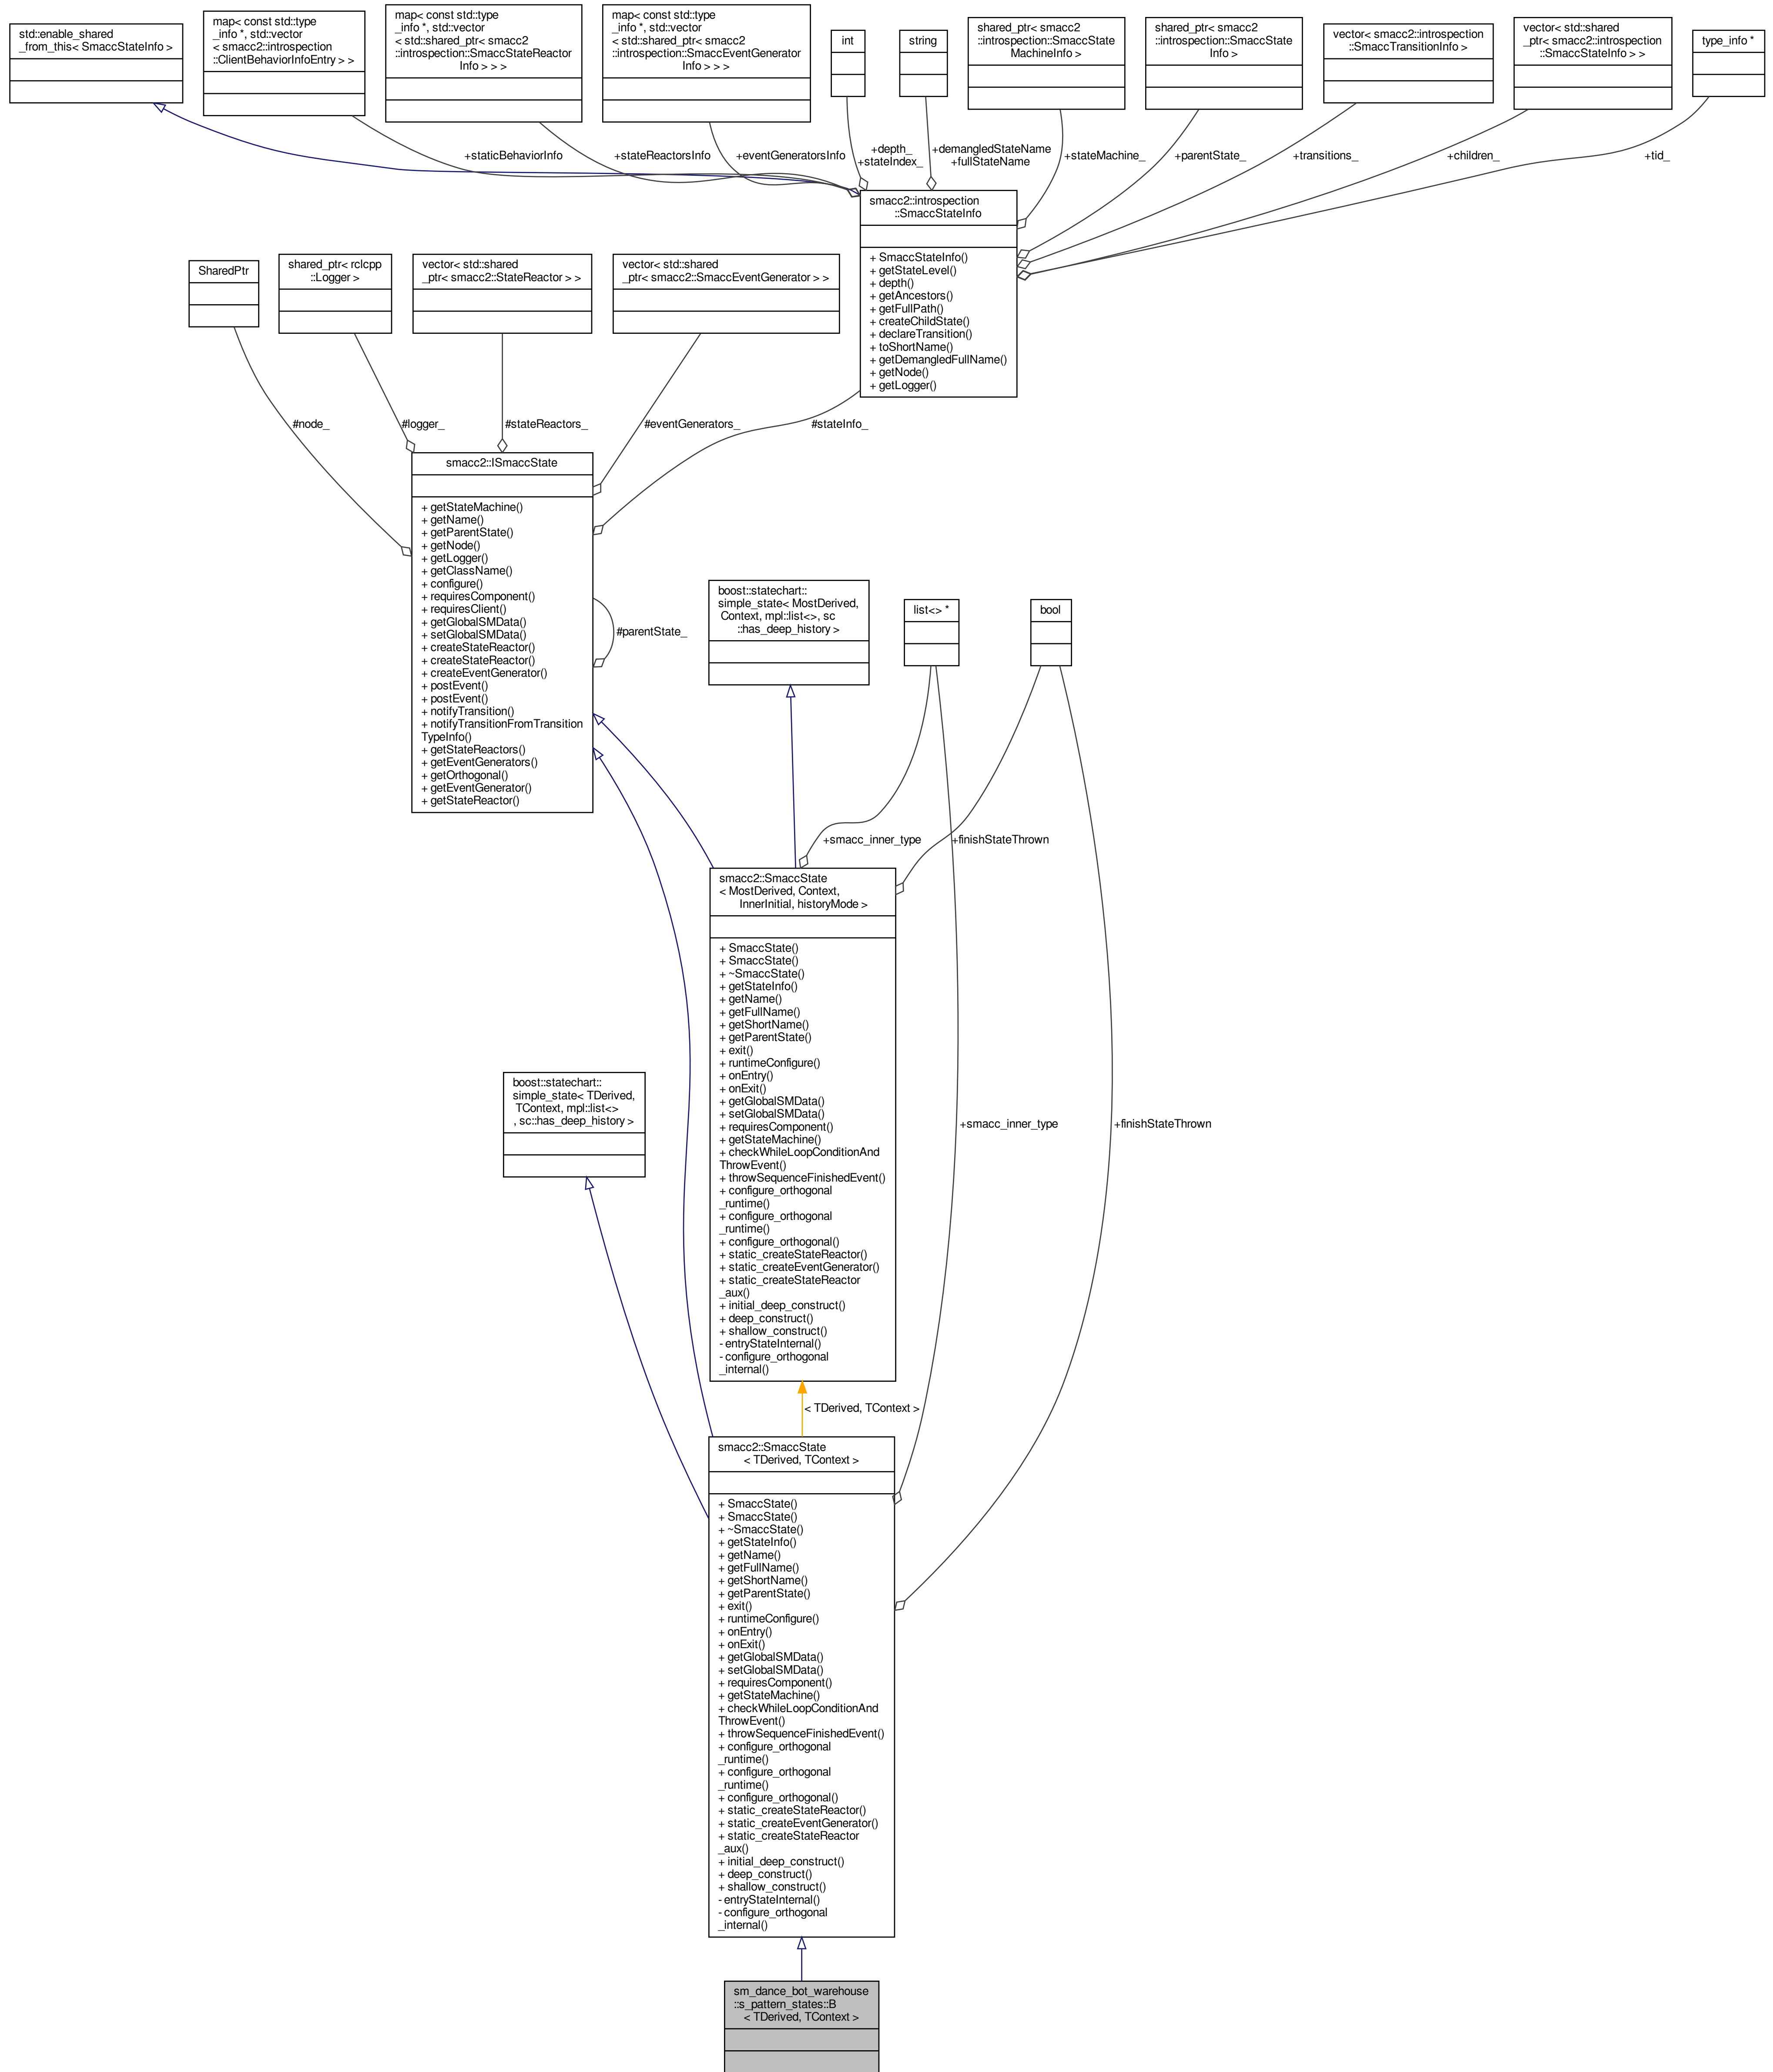 std::enable_shared
_from_this< SmaccStateInfo >
map< const std::type
_info *, std::vector
< smacc2::introspection
::ClientBehaviorInfoEntry > >
map< const std::type
_info *, std::vector
< std::shared_ptr< smacc2
::introspection::SmaccStateReactor
Info > > >
map< const std::type
_info *, std::vector
< std::shared_ptr< smacc2
::introspection::SmaccEventGenerator
Info > > >
int
string
shared_ptr< smacc2
::introspection::SmaccState
MachineInfo >
shared_ptr< smacc2
::introspection::SmaccState
Info >
vector< smacc2::introspection
::SmaccTransitionInfo >
vector< std::shared
_ptr< smacc2::introspection
::SmaccStateInfo > >
type_info *
+staticBehaviorInfo
+stateReactorsInfo
+eventGeneratorsInfo
+depth_
+stateIndex_
+demangledStateName
+fullStateName
+stateMachine_
+parentState_
+transitions_
+children_
+tid_
smacc2::introspection
::SmaccStateInfo
+ SmaccStateInfo()
+ getStateLevel()
+ depth()
+ getAncestors()
+ getFullPath()
+ createChildState()
+ declareTransition()
+ toShortName()
+ getDemangledFullName()
+ getNode()
+ getLogger()
SharedPtr
shared_ptr< rclcpp
::Logger >
vector< std::shared
_ptr< smacc2::StateReactor > >
vector< std::shared
_ptr< smacc2::SmaccEventGenerator > >
#node_
#logger_
#stateReactors_
#eventGenerators_
#stateInfo_
smacc2::ISmaccState
+ getStateMachine()
+ getName()
+ getParentState()
+ getNode()
+ getLogger()
+ getClassName()
+ configure()
+ requiresComponent()
+ requiresClient()
+ getGlobalSMData()
+ setGlobalSMData()
+ createStateReactor()
+ createStateReactor()
+ createEventGenerator()
+ postEvent()
+ postEvent()
+ notifyTransition()
+ notifyTransitionFromTransition
TypeInfo()
+ getStateReactors()
+ getEventGenerators()
+ getOrthogonal()
+ getEventGenerator()
+ getStateReactor()
#parentState_
boost::statechart::
simple_state< MostDerived,
Context, mpl::list<>, sc
::has_deep_history >
list<> *
bool
+smacc_inner_type
+finishStateThrown
smacc2::SmaccState
< MostDerived, Context,
InnerInitial, historyMode >
+ SmaccState()
+ SmaccState()
+ ~SmaccState()
+ getStateInfo()
+ getName()
+ getFullName()
+ getShortName()
+ getParentState()
+ exit()
+ runtimeConfigure()
+ onEntry()
+ onExit()
+ getGlobalSMData()
+ setGlobalSMData()
+ requiresComponent()
+ getStateMachine()
+ checkWhileLoopConditionAnd
ThrowEvent()
+ throwSequenceFinishedEvent()
+ configure_orthogonal
_runtime()
+ configure_orthogonal
_runtime()
+ configure_orthogonal()
+ static_createStateReactor()
+ static_createEventGenerator()
+ static_createStateReactor
_aux()
+ initial_deep_construct()
+ deep_construct()
+ shallow_construct()
- entryStateInternal()
- configure_orthogonal
_internal()
boost::statechart::
simple_state< TDerived,
TContext, mpl::list<>
, sc::has_deep_history >
+smacc_inner_type
+finishStateThrown
< TDerived, TContext >
smacc2::SmaccState
< TDerived, TContext >
+ SmaccState()
+ SmaccState()
+ ~SmaccState()
+ getStateInfo()
+ getName()
+ getFullName()
+ getShortName()
+ getParentState()
+ exit()
+ runtimeConfigure()
+ onEntry()
+ onExit()
+ getGlobalSMData()
+ setGlobalSMData()
+ requiresComponent()
+ getStateMachine()
+ checkWhileLoopConditionAnd
ThrowEvent()
+ throwSequenceFinishedEvent()
+ configure_orthogonal
_runtime()
+ configure_orthogonal
_runtime()
+ configure_orthogonal()
+ static_createStateReactor()
+ static_createEventGenerator()
+ static_createStateReactor
_aux()
+ initial_deep_construct()
+ deep_construct()
+ shallow_construct()
- entryStateInternal()
- configure_orthogonal
_internal()
sm_dance_bot_warehouse
::s_pattern_states::B
< TDerived, TContext >